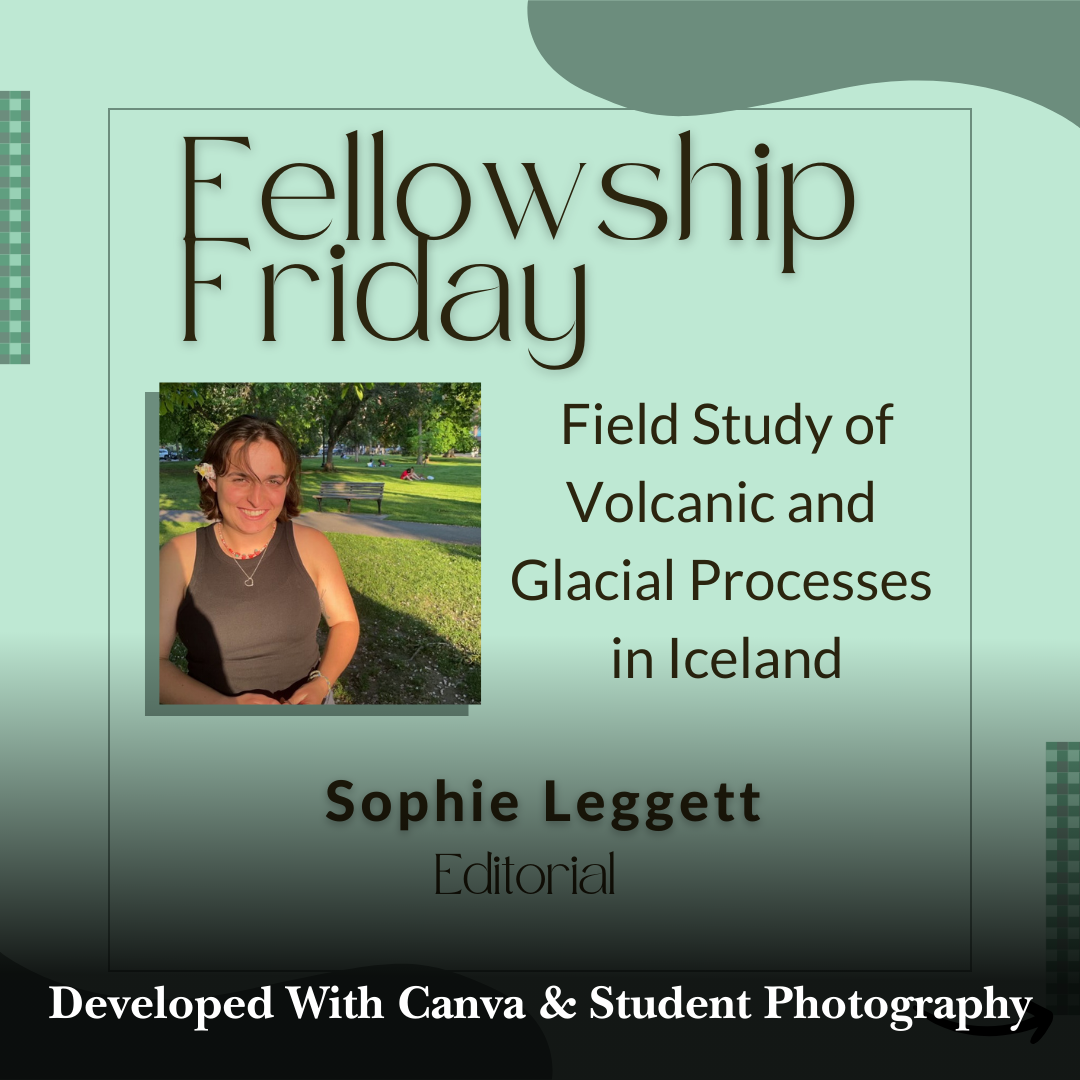 Fellowship
Friday
Field Study of
Volcanic and
Glacial Processes
in Iceland
Sophie Leggett
Editorial
Developed With Canva & Student Photography